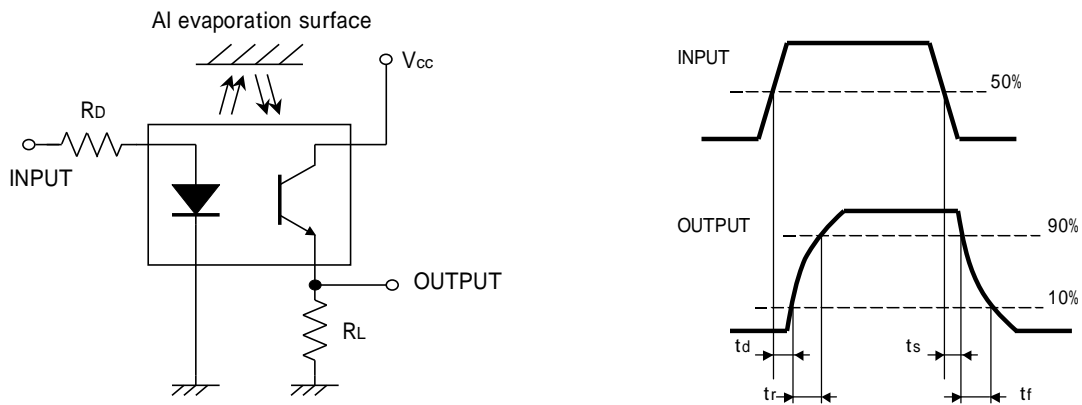 Al evaporation surface
Vcc
RD
INPUT
OUTPUT
RL
INPUT
50%
OUTPUT
90%
10%
td
ts
tr
tf